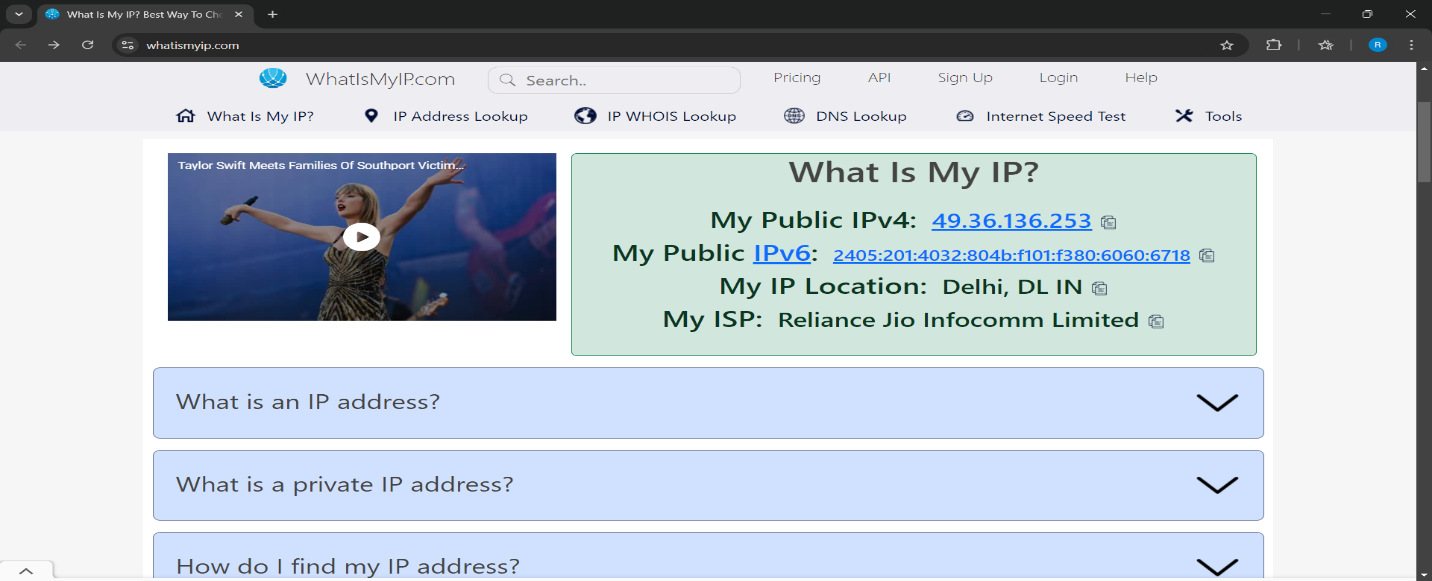 What Is My IP? Best Way To Che
whatismyip.com
R
WhatIsMyIP.com
Search..
Pricing
API
Sign Up
Login
Help
What Is My IP?
IP Address Lookup
IP WHOIS Lookup
DNS Lookup
Internet Speed Test
Tools
Taylor Swift Meets Families Of Southport Victim...
What Is My IP?
My Public IPv4: 49.36.136.253
My Public IPv6: 2405:201:4032:804b:f101:f380:6060:6718
My IP Location: Delhi, DL IN
My ISP: Reliance Jio Infocomm Limited
What is an IP address?
What is a private IP address?
How do I find my IP address?